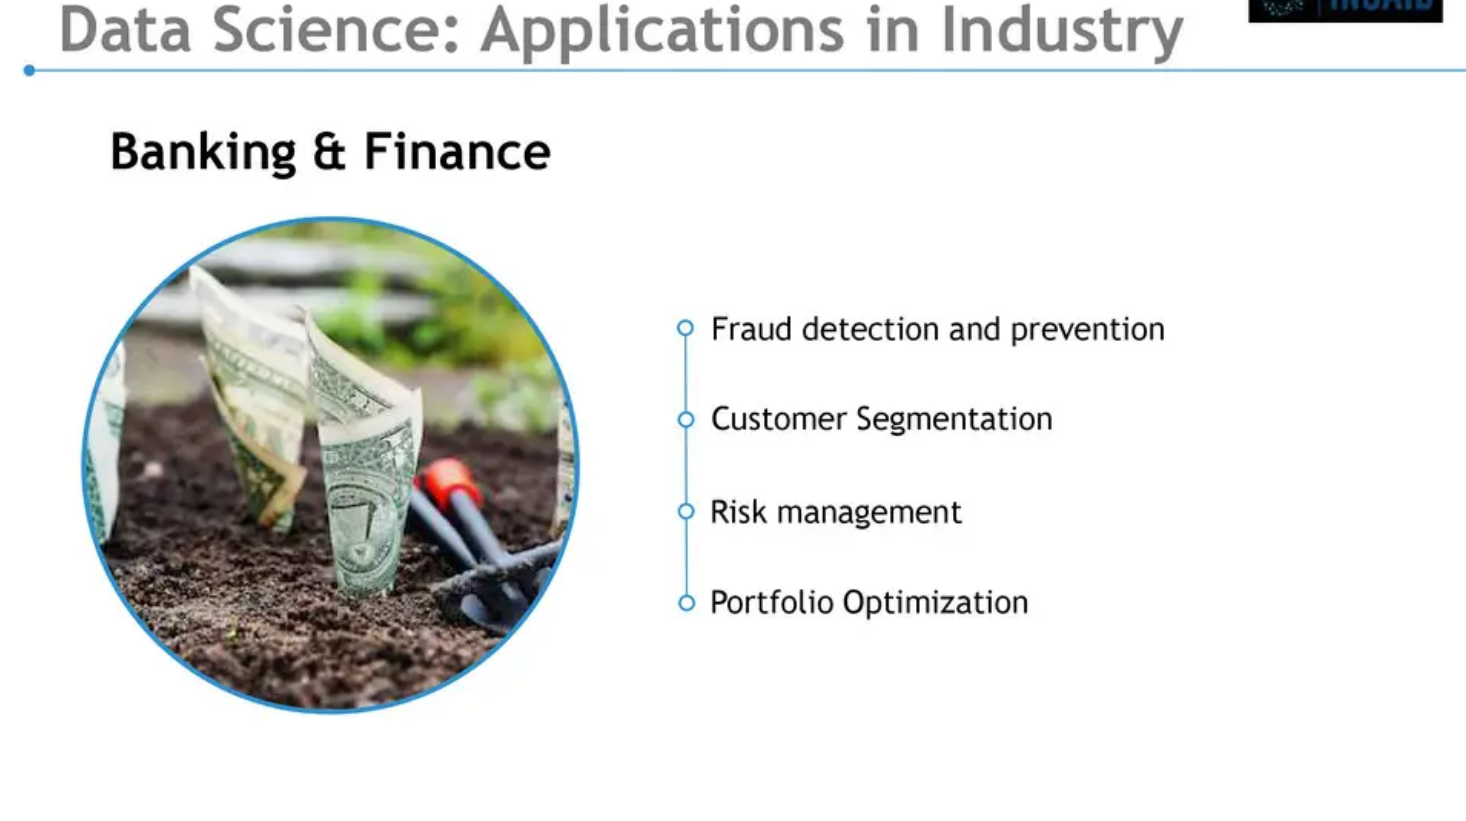 Data Science: Applications in Industry
Banking & Finance
Fraud detection and prevention
Customer Segmentation
Risk management
Portfolio Optimization